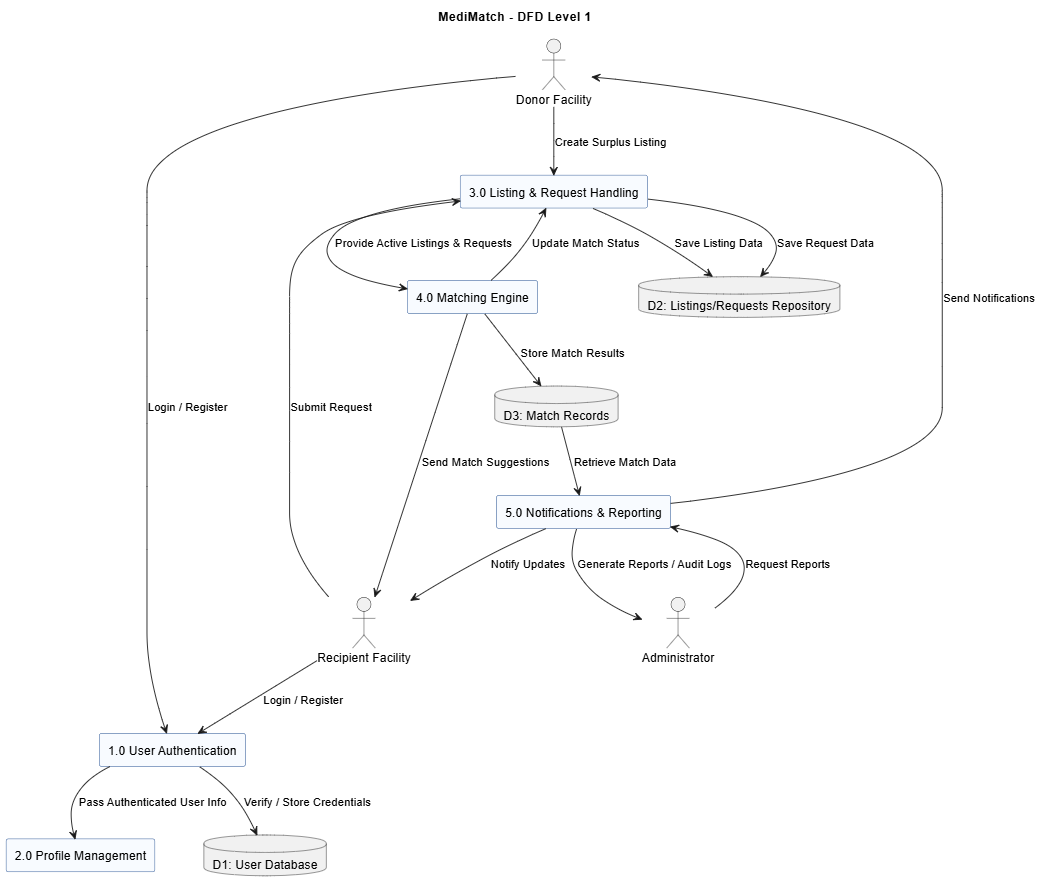 MediMatch - DFD Level 1
Donor Facility
Create Surplus Listing
3.0 Listing & Request Handling
Provide Active Listings & Requests
Update Match Status
Save Listing Data
Save Request Data
4.0 Matching Engine
D2: Listings/Requests Repository
Send Notifications
Store Match Results
Login / Register
Submit Request
D3: Match Records
Send Match Suggestions
Retrieve Match Data
5.0 Notifications & Reporting
Notify Updates
Generate Reports / Audit Logs
Request Reports
Recipient Facility
Administrator
Login / Register
1.0 User Authentication
Pass Authenticated User Info
Verify / Store Credentials
2.0 Profile Management
D1: User Database